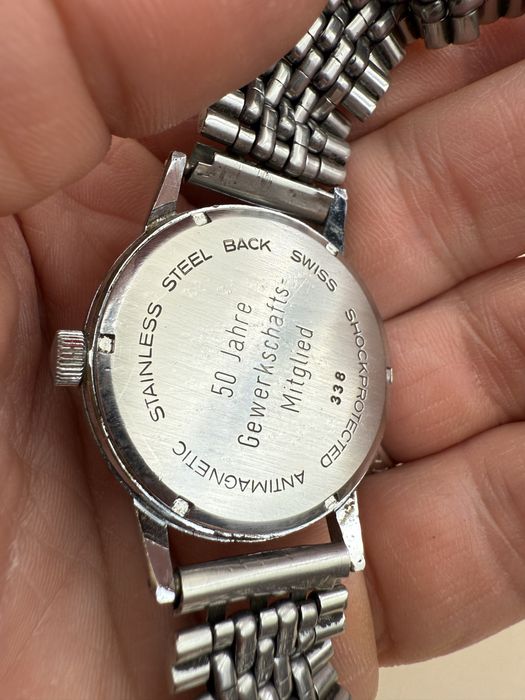 STAINLESS STEEL BACK SWISS SHOCKPROTECTED ANTIMAGNETIC
50 Jahre
Gewerkschafts-
Mitglied
338